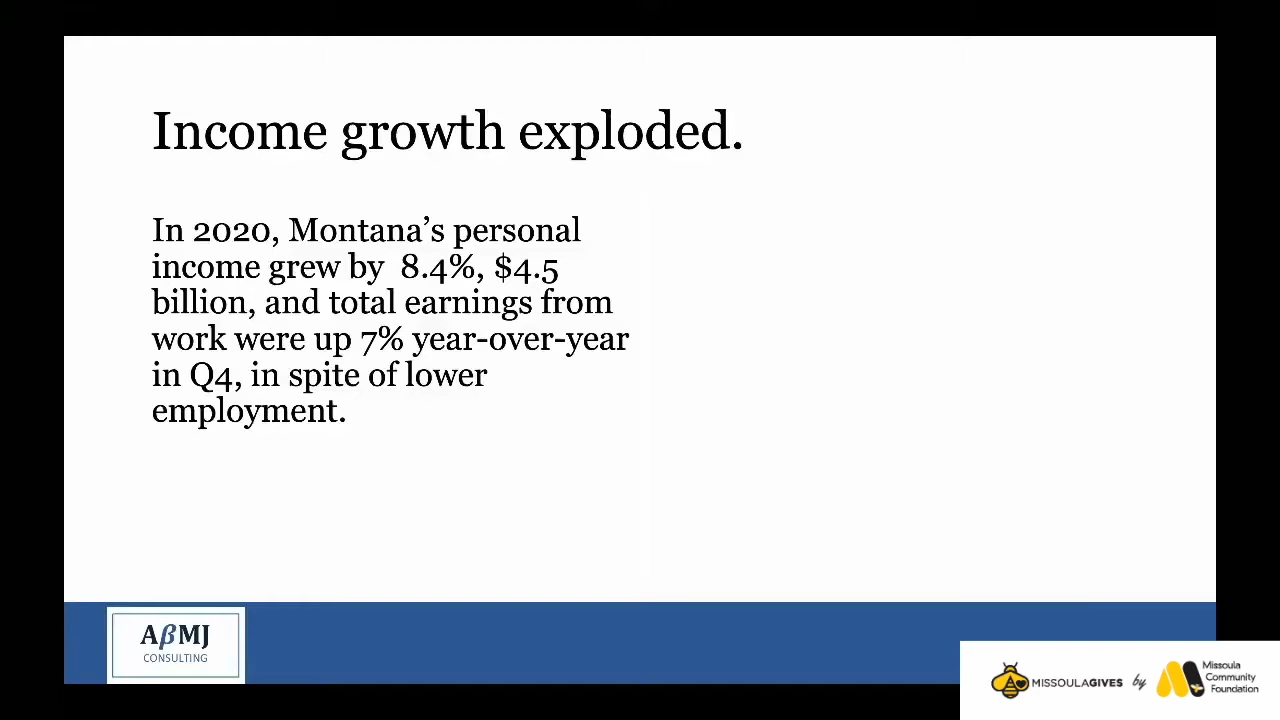 Income growth exploded.
In 2020, Montana’s personal
income grew by  8.4%, $4.5
billion, and total earnings from
work were up 7% year-over-year
in Q4, in spite of lower
employment.
AβMJ
CONSULTING
MISSOULAGIVES by Missoula
Community
Foundation